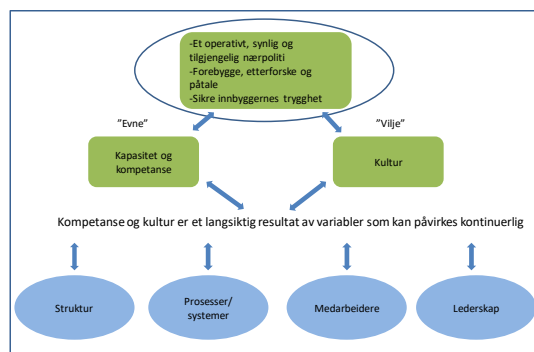 -Et operativt, synlig og
tilgjengelig nærpoliti
-Forebygge, etterforske og
påtale
-Sikre innbyggernes trygghet
”Evne”
”Vilje”
Kapasitet og
kompetanse
Kultur
Kompetanse og kultur er et langsiktig resultat av variabler som kan påvirkes kontinuerlig
Struktur
Prosesser/
systemer
Medarbeidere
Lederskap